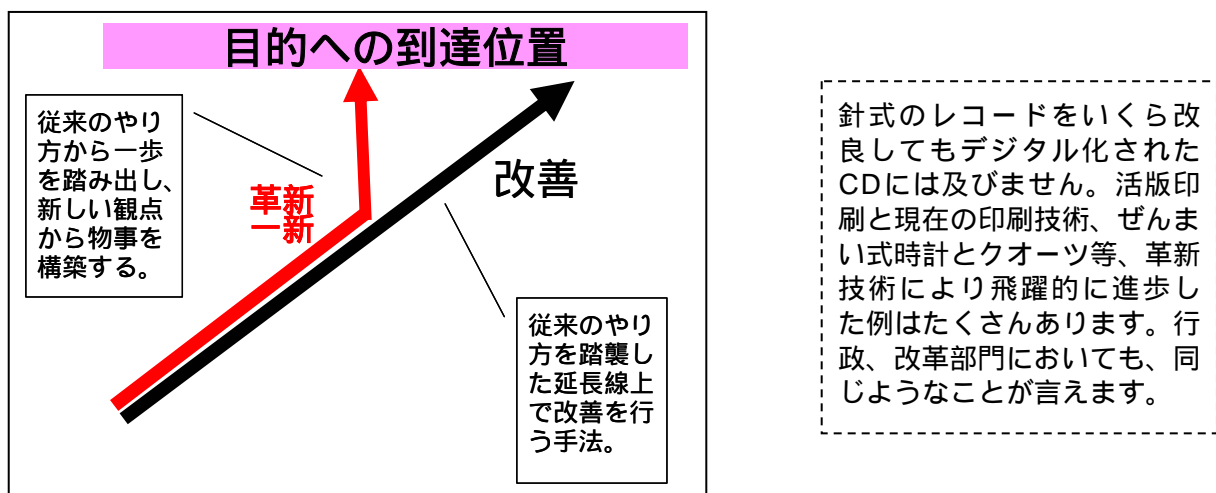 目的への到達位置
従来のやり
方から一歩
を踏み出し、
新しい観点
から物事を
構築する。
革新
一新
改善
従来のやり
方を踏襲し
た延長線上
で改善を行
う手法。
針式のレコードをいくら改
良してもデジタル化された
CDには及びません。活版印
刷と現在の印刷技術、ぜんま
い式時計とクオーツ等、革新
技術により飛躍的に進歩し
た例はたくさんあります。行
政、改革部門においても、同
じようなことが言えます。